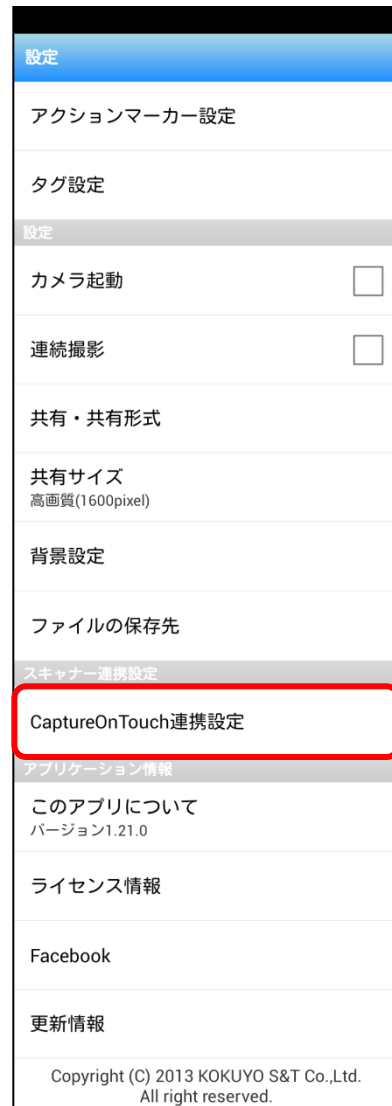 設定
アクションマーカー設定
タグ設定
設定
カメラ起動
連続撮影
共有・共有形式
共有サイズ
高画質(1600pixel)
背景設定
ファイルの保存先
スキャナー連携設定
CaptureOnTouch連携設定
アプリケーション情報
このアプリについて
バージョン1.21.0
ライセンス情報
Facebook
更新情報
Copyright (C) 2013 KOKUYO S&T Co.,Ltd.
All right reserved.